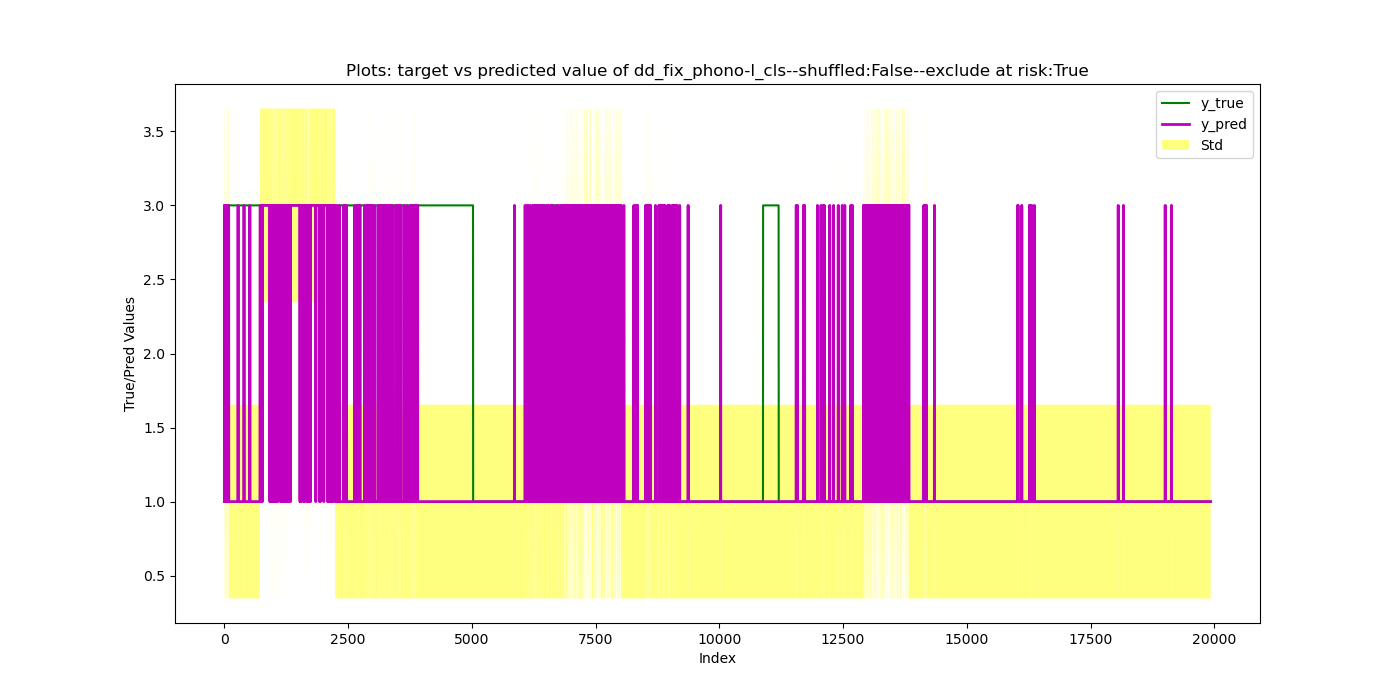 Plots: target vs predicted value of dd_fix_phono-l_cls--shuffled:False--exclude at risk:True
y_true
y_pred
Std
True/Pred Values
3.5
3.0
2.5
2.0
1.5
1.0
0.5
0 2500 5000 7500 10000 12500 15000 17500 20000
Index